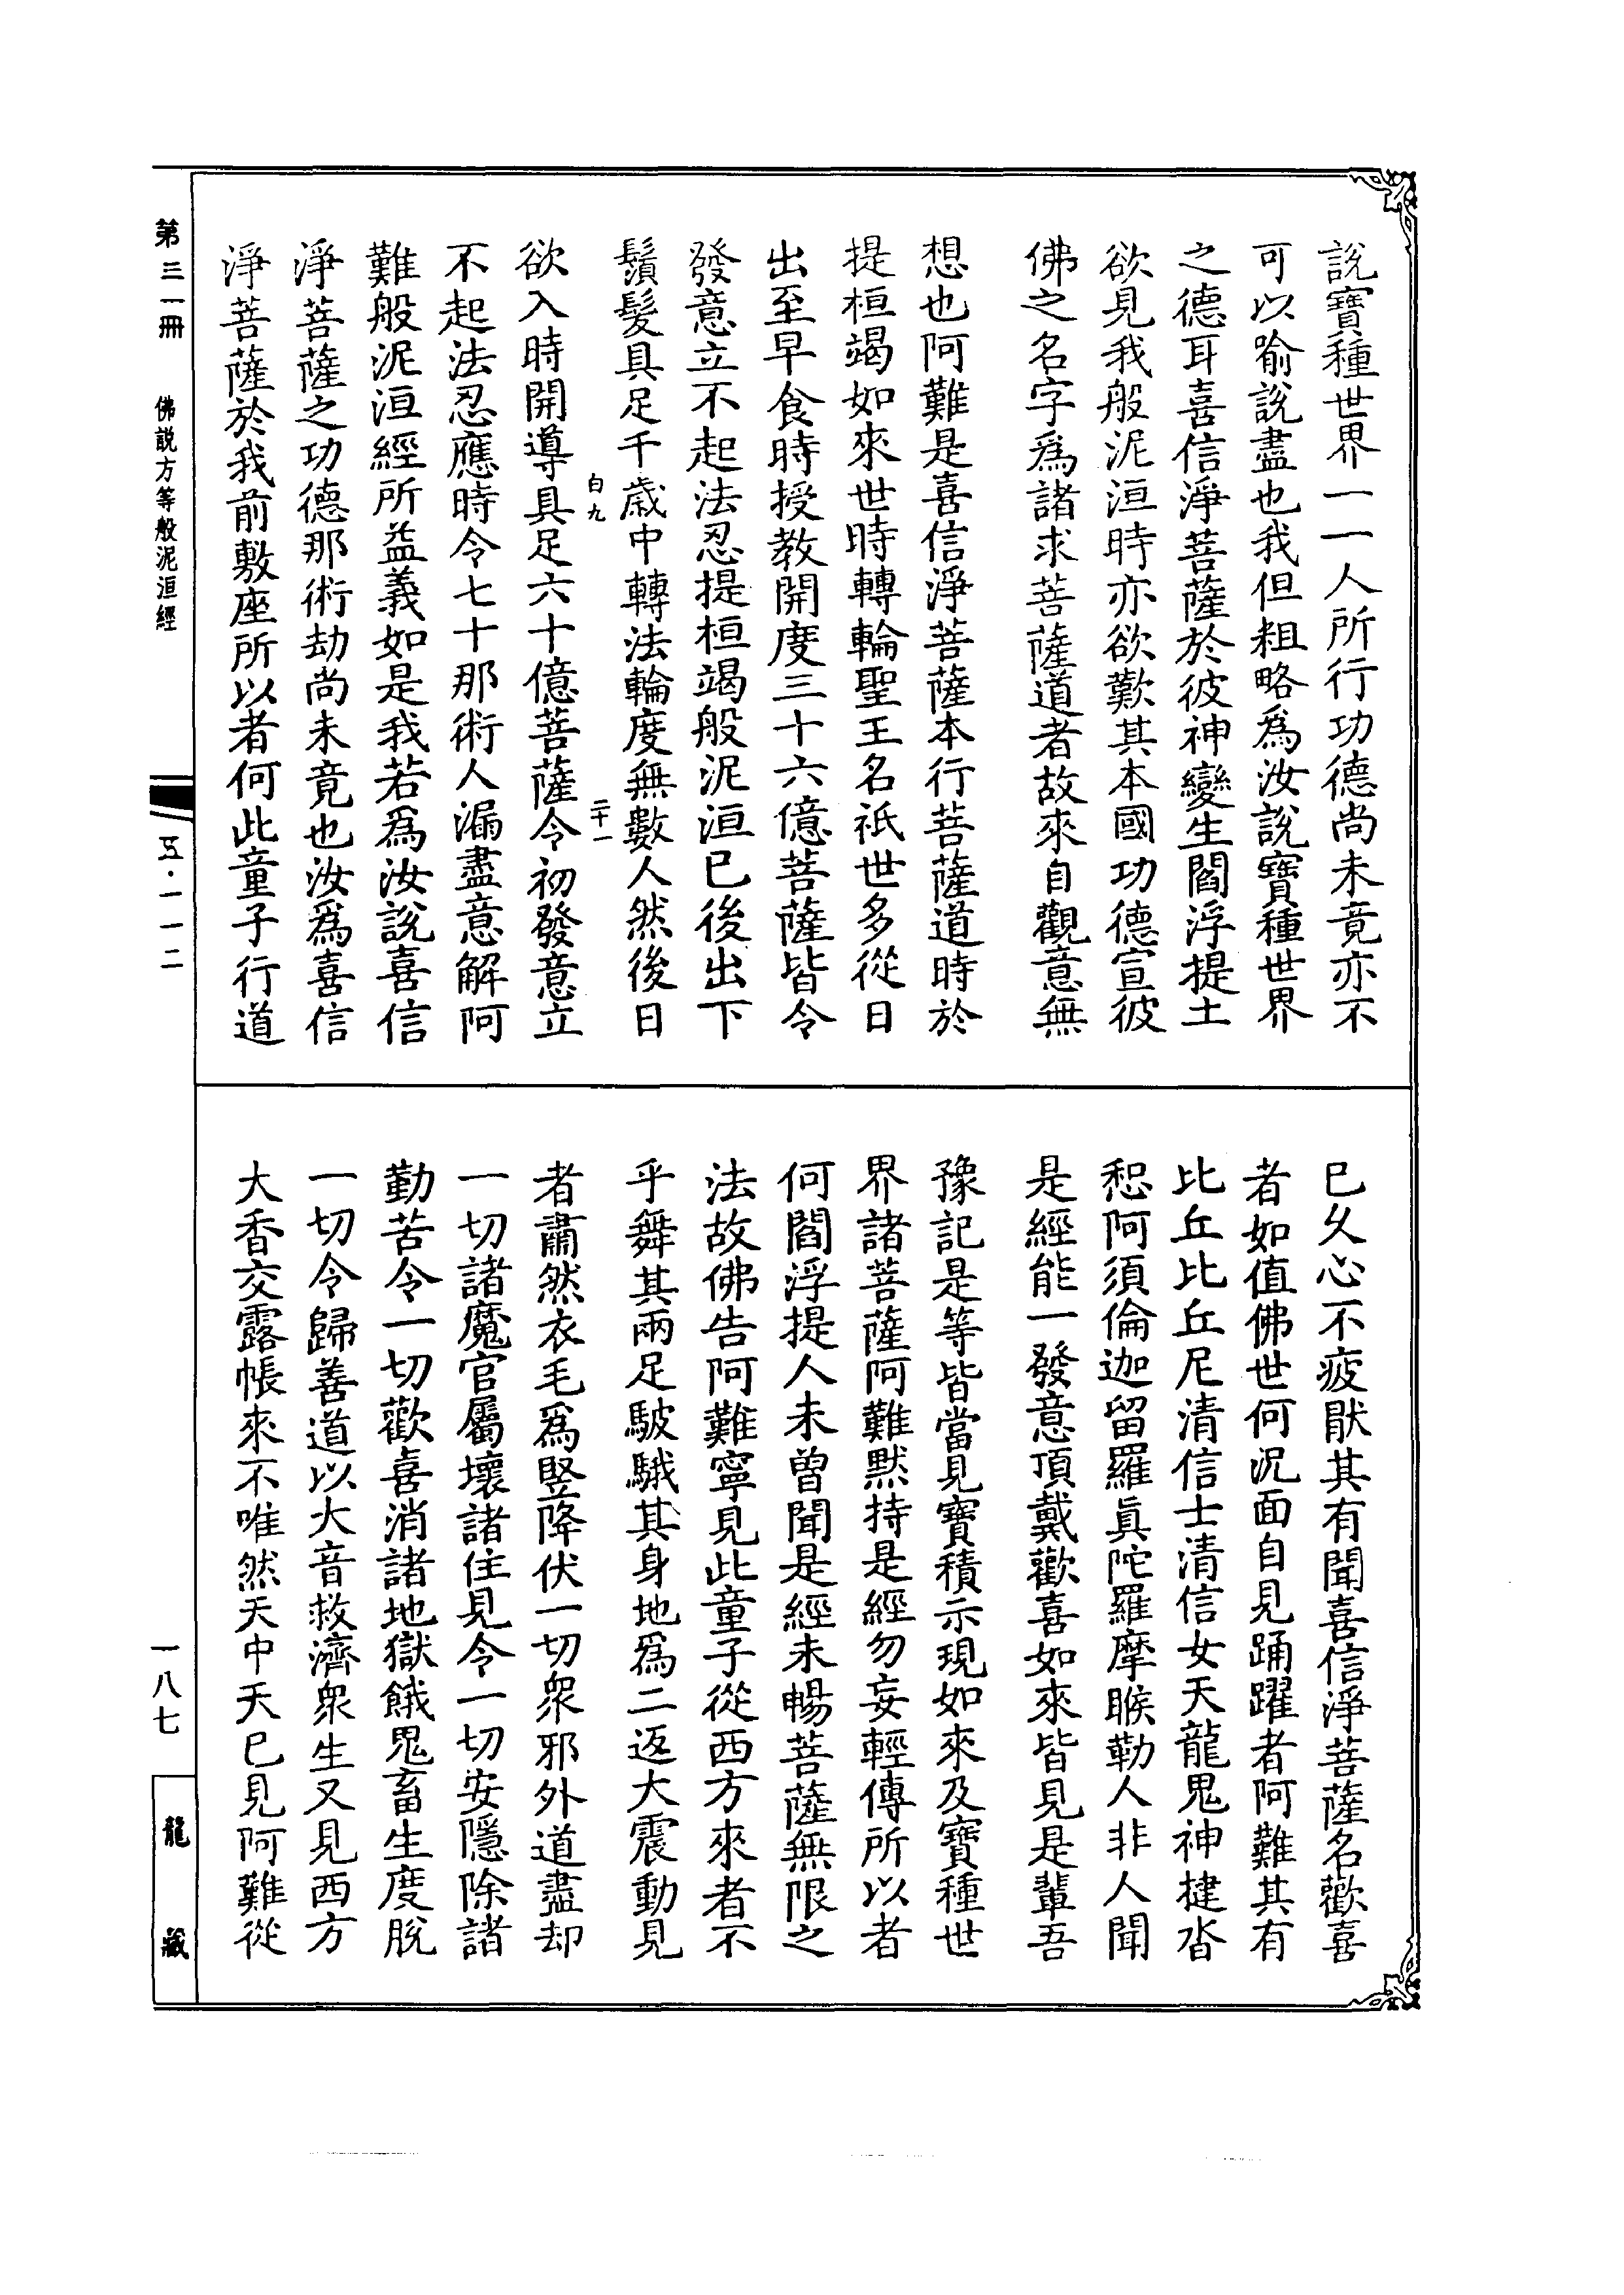 說寶種世界一一人所行功德尚未竟亦不
可以喻說盡也我但粗略爲汝說寶種世界
之德耳喜信淨菩薩於彼神變生閻浮提土
欲見我般泥洹時亦欲歎其本國功德宣彼
佛之名字爲諸求菩薩道者故來自觀意無
想也阿難是喜信淨菩薩本行菩薩道時於
提桓竭如來世時轉輪聖王名祇世多從日
出至早食時授教開度三十六億菩薩皆令
發意立不起法忍提桓竭般泥洹已後出下
鬚髮具足千歲中轉法輪度無數人然後日
白九
二十一
欲入時開導具足六十億菩薩令初發意立
不起法忍應時令七十那術人漏盡意解阿
難般泥洹經所益義如是我若爲汝說喜信
淨菩薩之功德那術劫尚未竟也汝爲喜信
淨菩薩於我前敷座所以者何此童子行道
已久心不疲厭其有聞喜信淨菩薩名歡喜
者如值佛世何況面自見踊躍者阿難其有
比丘比丘尼清信士清信女天龍鬼神揵沓
惒阿須倫迦留羅眞陀羅摩睺勒人非人聞
是經能一發意頂戴歡喜如來皆見是輩吾
豫記是等皆當見寶積示現如來及寶種世
界諸菩薩阿難默持是經勿妄輕傳所以者
何閻浮提人未曾聞是經未暢菩薩無限之
法故佛告阿難寧見此童子從西方來者不
乎舞其兩足駊騀其身地爲二返大震動見
者肅然衣毛爲竪降伏一切衆邪外道盡却
一切諸魔官屬壞諸住見令一切安隱除諸
勤苦令一切歡喜消諸地獄餓鬼畜生度脫
一切令歸善道以大音救濟衆生又見西方
大香交露帳來不唯然天中天已見阿難從
第三一冊
佛說方等般泥洹經
五·一一二
一八七
龍藏